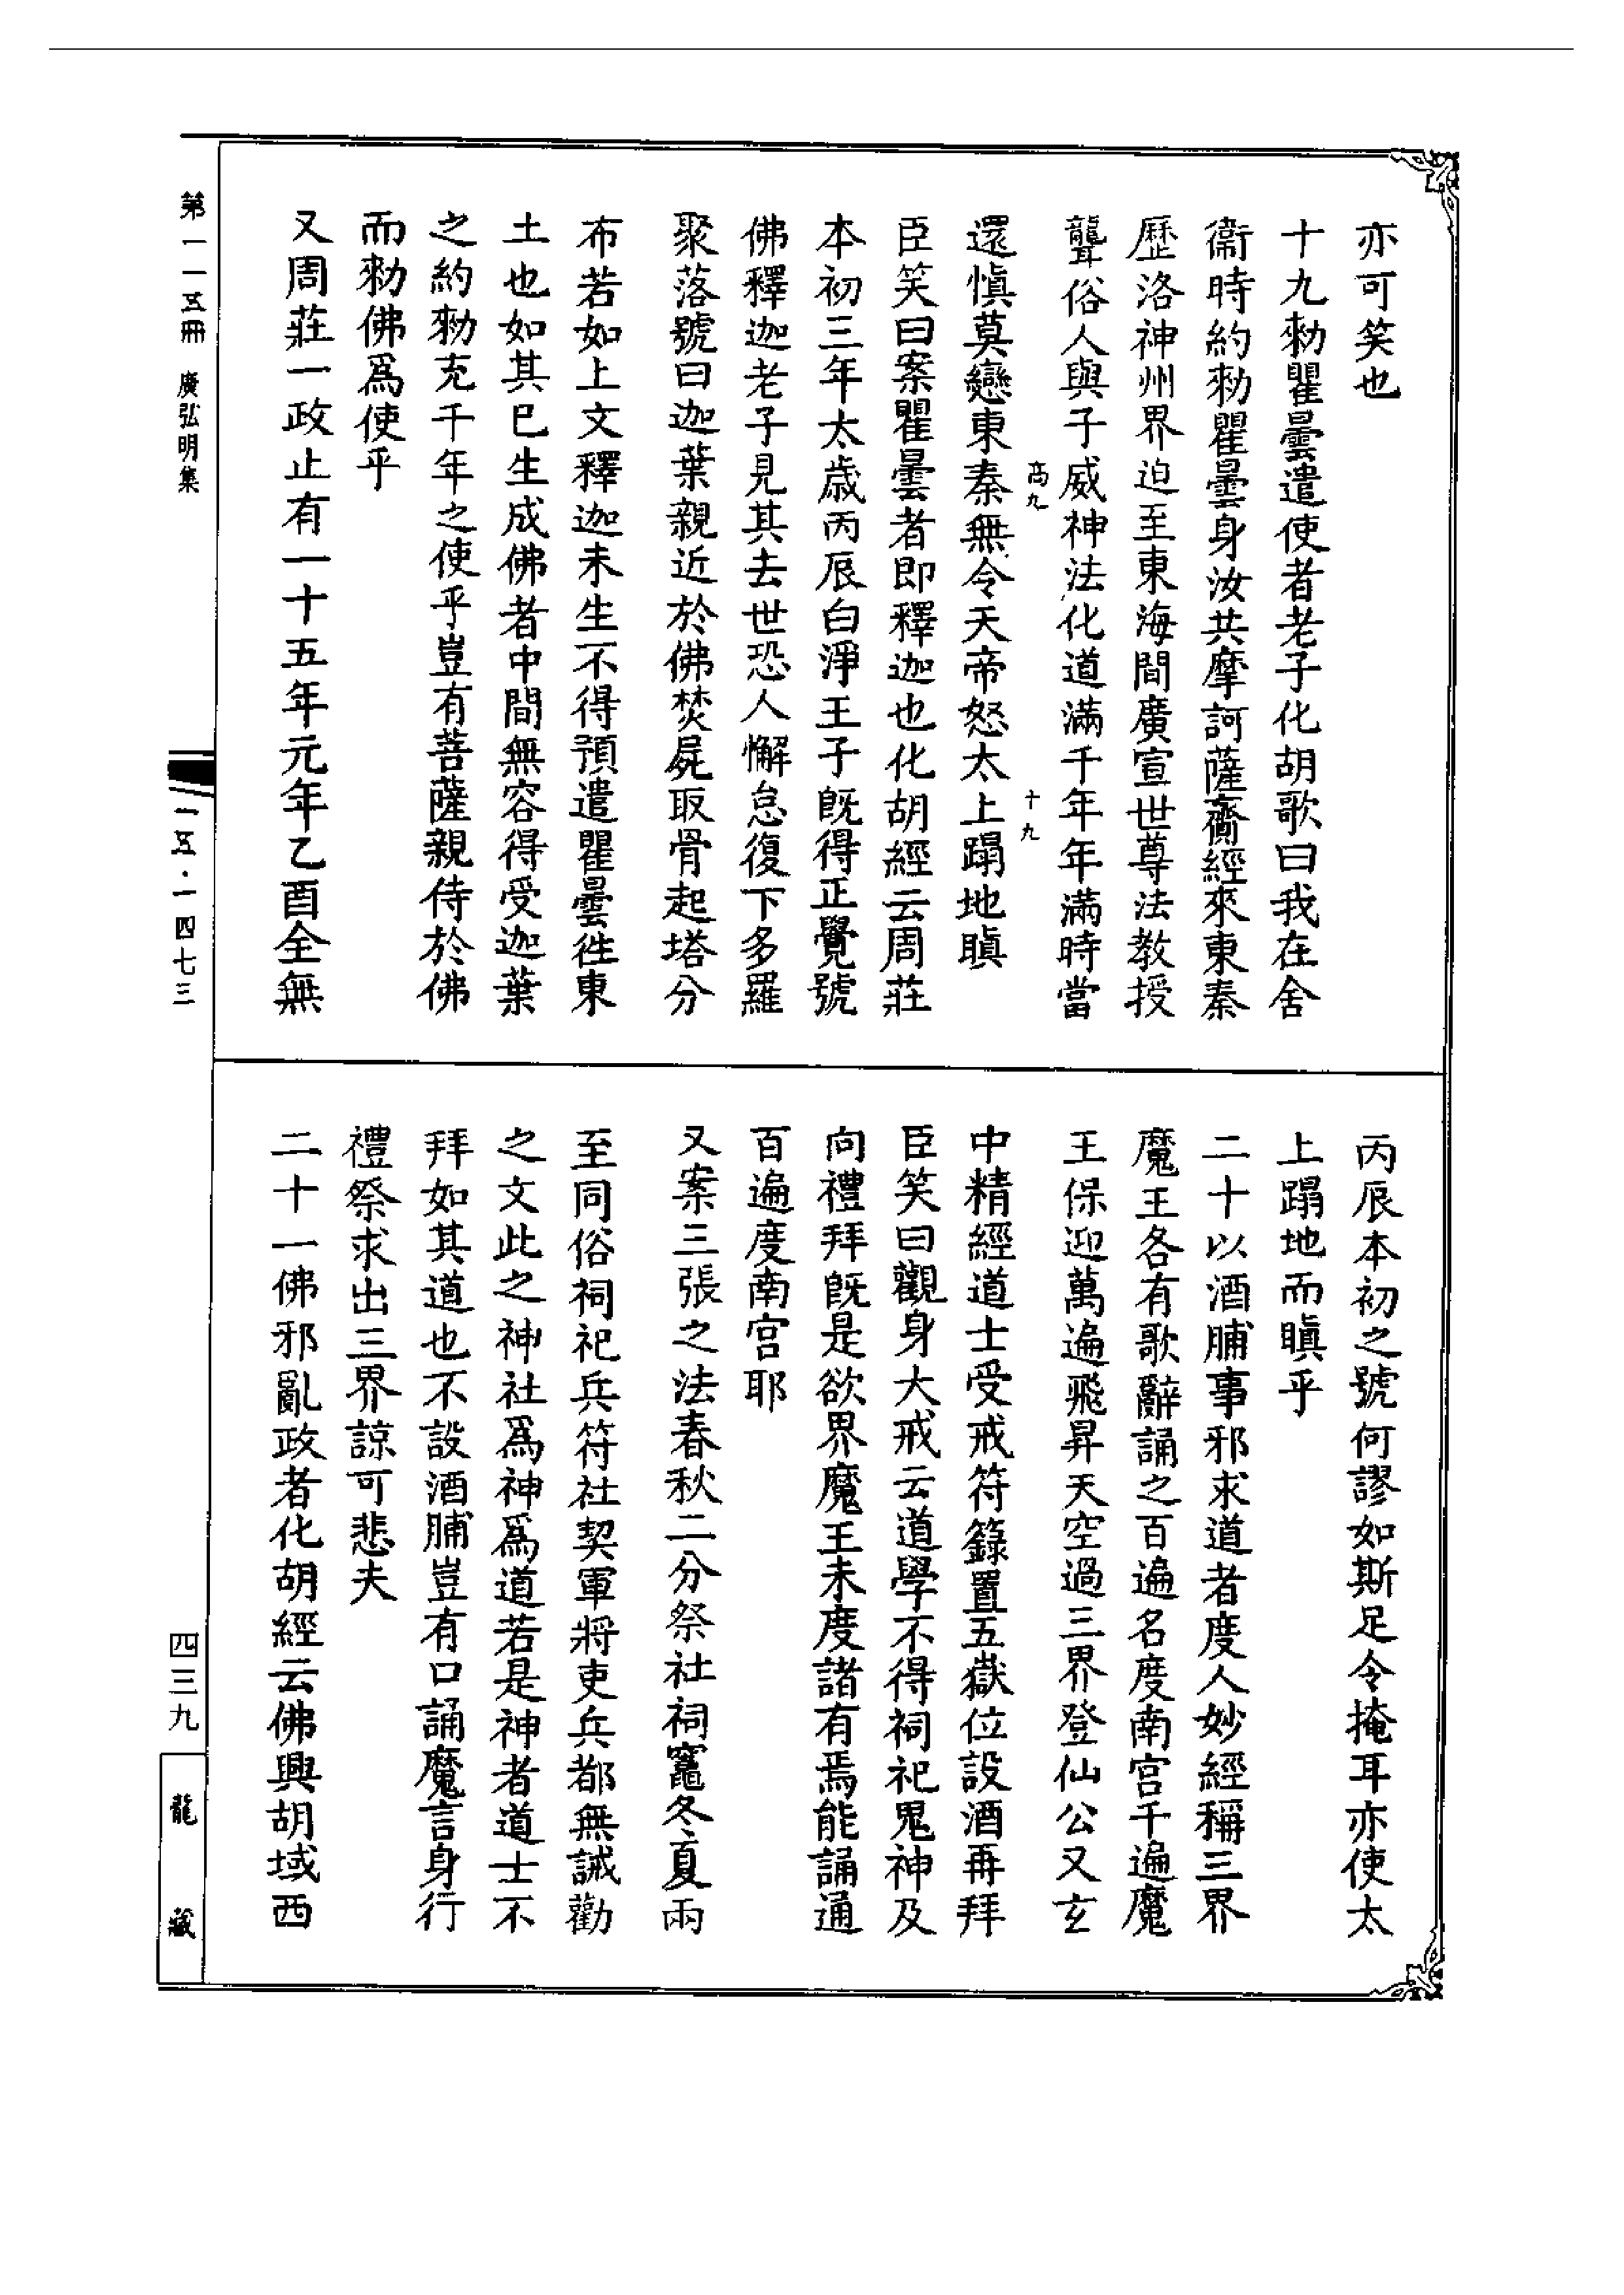 亦可笑也
十九勑瞿曇遣使者老子化胡歌曰我在舍
衞時約勑瞿曇身汝共摩訶薩齎經來東秦
歷洛神州界迫至東海間廣宣世尊法教授
聾俗人與子威神法化道滿千年年滿時當
還愼莫戀東秦無令天帝怒太上蹋地瞋
高九
十九
臣笑曰案瞿曇者即釋迦也化胡經云周莊
本初三年太歲丙辰白淨王子旣得正覺號
佛釋迦老子見其去世恐人懈怠復下多羅
聚落號曰迦葉親近於佛焚屍取骨起塔分
布若如上文釋迦未生不得預遣瞿曇徃東
土也如其已生成佛者中間無容得受迦葉
之約勑充千年之使乎豈有菩薩親侍於佛
而勑佛爲使乎
又周莊一政止有一十五年元年乙酉全無
丙辰本初之號何謬如斯足令掩耳亦使太
上蹋地而瞋乎
二十以酒脯事邪求道者度人妙經稱三界
魔王各有歌辭誦之百遍名度南宮千遍魔
王保迎萬遍飛昇天空過三界登仙公又玄
中精經道士受戒符籙置五嶽位設酒再拜
臣笑曰觀身大戒云道學不得祠祀鬼神及
向禮拜旣是欲界魔王未度諸有焉能誦通
百遍度南宮耶
又案三張之法春秋二分祭社祠竈冬夏兩
至同俗祠祀兵符社契軍將吏兵都無誡勸
之文此之神社爲神爲道若是神者道士不
拜如其道也不設酒脯豈有口誦魔言身行
禮祭求出三界諒可悲夫
二十一佛邪亂政者化胡經云佛興胡域西
第一一五冊 廣弘明集
一五·一四七三
四三九
龍藏